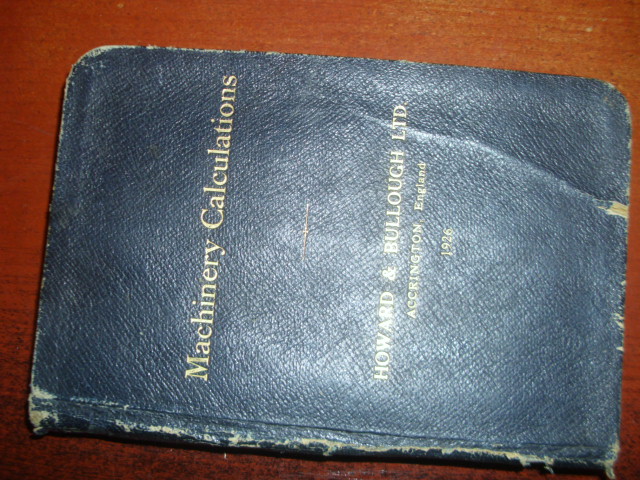 Machinery Calculations
HOWARD & BULLOUGH LTD.
ACCRINGTON England
1926